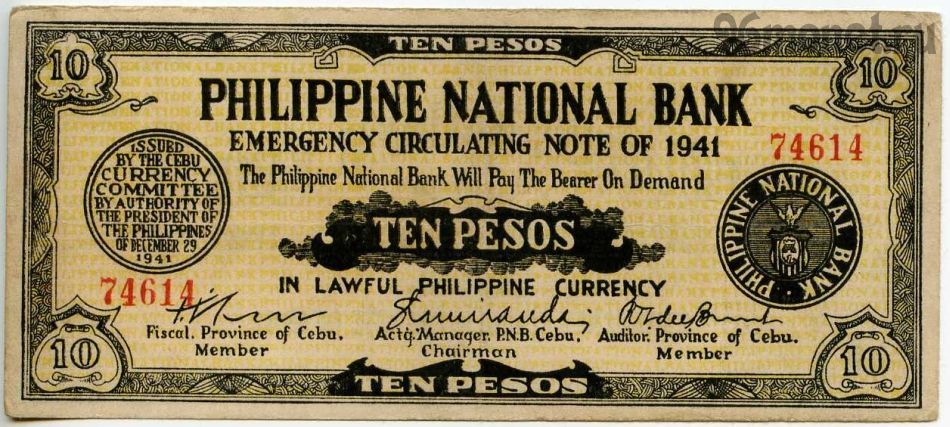 96monet.ru
TEN PESOS
10 10
PHILIPPINE NATIONAL BANK
EMERGENCY CIRCULATING NOTE OF 1941
74614
The Philippine National Bank Will Pay The Bearer On Demand
ISSUED
BY THE CEBU
CURRENCY
COMMITTEE
BY AUTHORITY OF
THE PRESIDENT OF
THE PHILIPPINES
OF DECEMBER 29
1941
TEN PESOS
PHILIPPINE NATIONAL BANK
IN LAWFUL PHILIPPINE CURRENCY
74614
Fiscal. Province of Cebu.
Member
Actg. Manager. P.N.B. Cebu.
Chairman
Auditor. Province of Cebu.
Member
10 10
TEN PESOS